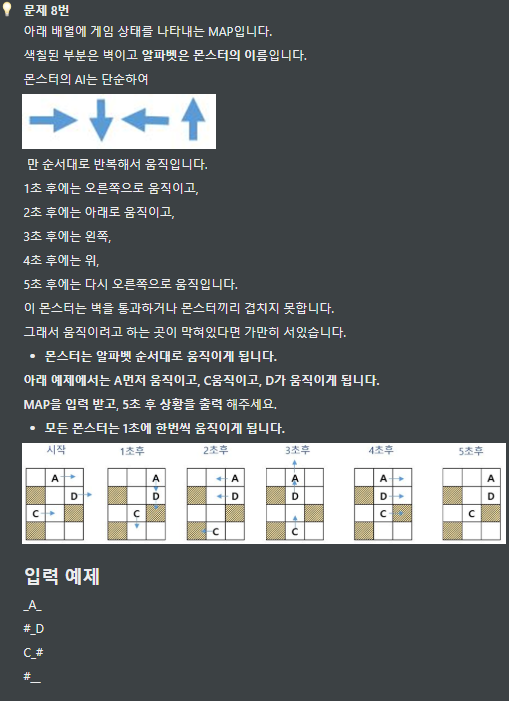 문제 8번
아래 배열에 게임 상태를 나타내는 MAP입니다.
색칠된 부분은 벽이고 알파벳은 몬스터의 이름입니다.
몬스터의 AI는 단순하여
만 순서대로 반복해서 움직입니다.
1초 후에는 오른쪽으로 움직이고,
2초 후에는 아래로 움직이고,
3초 후에는 왼쪽,
4초 후에는 위,
5초 후에는 다시 오른쪽으로 움직입니다.
이 몬스터는 벽을 통과하거나 몬스터끼리 겹치지 못합니다.
그래서 움직이려고 하는 곳이 막혀있다면 가만히 서있습니다.
• 몬스터는 알파벳 순서대로 움직이게 됩니다.
아래 예제에서는 A먼저 움직이고, C움직이고, D가 움직이게 됩니다.
MAP을 입력 받고, 5초 후 상황을 출력 해주세요.
• 모든 몬스터는 1초에 한번씩 움직이게 됩니다.
시작 1초후 2초후 3초후 4초후 5초후
A A A A A A
D D D D D D
C C C C
C C
입력 예제
_A_
#_D
C_#
#__